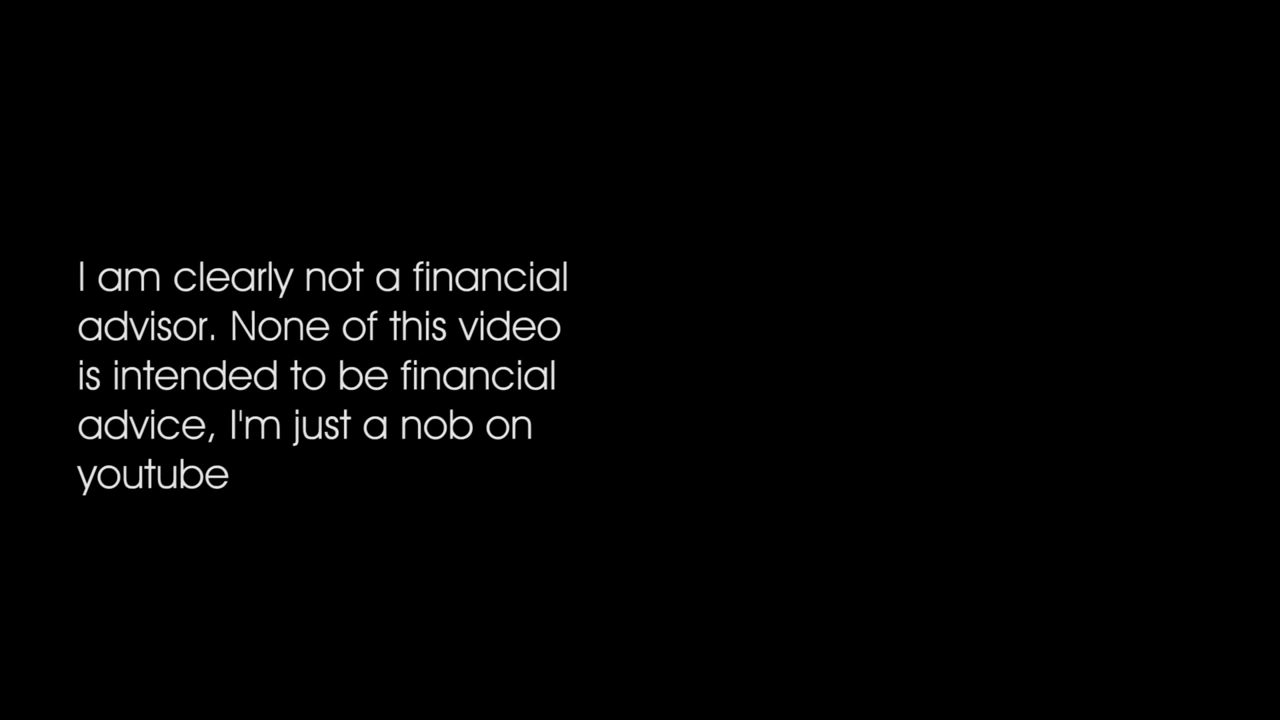 I am clearly not a financial
advisor. None of this video
is intended to be financial
advice, I'm just a nob on
youtube